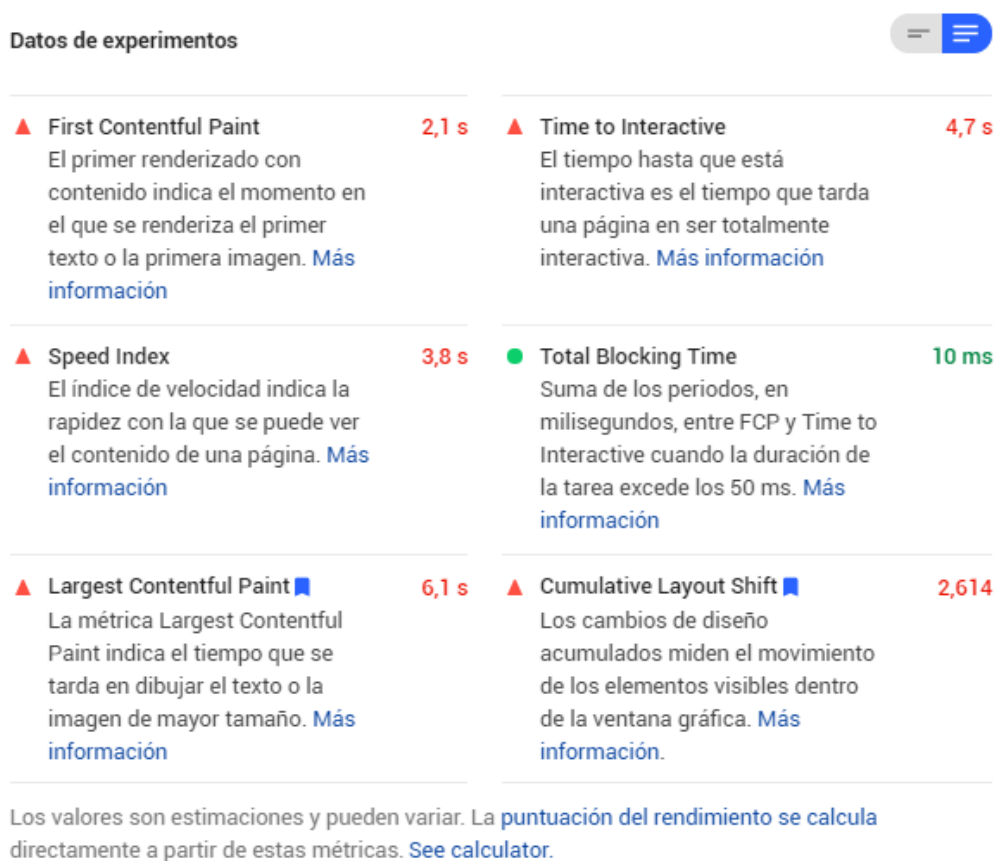 Datos de experimentos
First Contentful Paint 2,1 s
El primer renderizado con
contenido indica el momento en
el que se renderiza el primer
texto o la primera imagen. Más
información
Time to Interactive 4,7 s
El tiempo hasta que está
interactiva es el tiempo que tarda
una página en ser totalmente
interactiva. Más información
Speed Index 3,8 s
El índice de velocidad indica la
rapidez con la que se puede ver
el contenido de una página. Más
información
Total Blocking Time 10 ms
Suma de los periodos, en
milisegundos, entre FCP y Time to
Interactive cuando la duración de
la tarea excede los 50 ms. Más
información
Largest Contentful Paint 6,1 s
La métrica Largest Contentful
Paint indica el tiempo que se
tarda en dibujar el texto o la
imagen de mayor tamaño. Más
información
Cumulative Layout Shift 2,614
Los cambios de diseño
acumulados miden el movimiento
de los elementos visibles dentro
de la ventana gráfica. Más
información.
Los valores son estimaciones y pueden variar. La puntuación del rendimiento se calcula
directamente a partir de estas métricas. See calculator.